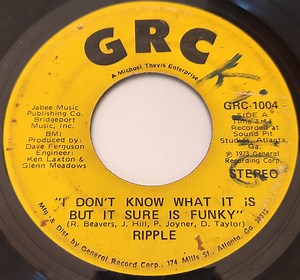 GRC
A Michael Thevis Enterprise
Jabee Music
Publishing Co.
Bridgeport
Music Inc.
BMI
Produced by:
Dave Ferguson
Engineer:
Ken Laxton &
Glenn Meadows
GRC-1004
SIDE A
Time
Recorded at
Sound Pit
Studios, Atlanta,
Ga.
© 1973 General
Recording Corp.
STEREO
"I DON'T KNOW WHAT IT IS
BUT IT SURE IS FUNKY"
(R. Beavers, J. Hill, P. Joyner, D. Taylor)
RIPPLE
Mfg. & Dist. by General Recording Corp. 174 Mills St., Atlanta, Ga.